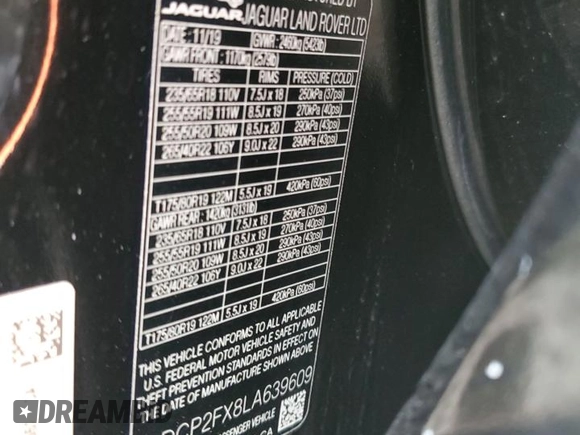 JAGUAR JAGUAR LAND ROVER LTD
DATE: 11/19 GVWR: 2460kg (5423lb)
GAWR FRONT: 1170kg (2579lb)
TIRES RIMS PRESSURE (COLD)
235/65R18 110V 7.5J x 18 250kPa (37psi)
255/55R19 111W 8.5J x 19 270kPa (40psi)
255/50R20 109W 8.5J x 20 290kPa (43psi)
265/40R22 106Y 9.0J x 22 290kPa (43psi)
T175/80R19 122M 5.5J x 19 420kPa (60psi)
GAWR REAR: 1420kg (3131lb)
235/65R18 110V 7.5J x 18 250kPa (37psi)
255/55R19 111W 8.5J x 19 270kPa (40psi)
255/50R20 109W 8.5J x 20 290kPa (43psi)
265/40R22 106Y 9.0J x 22 290kPa (43psi)
T175/80R19 122M 5.5J x 19 420kPa (60psi)
THIS VEHICLE CONFORMS TO ALL APPLICABLE
U.S. FEDERAL MOTOR VEHICLE SAFETY AND
THEFT PREVENTION STANDARDS IN EFFECT ON THE
DATE OF MANUFACTURE SHOWN ABOVE
DCP2FX8LA639609
VEHICLE